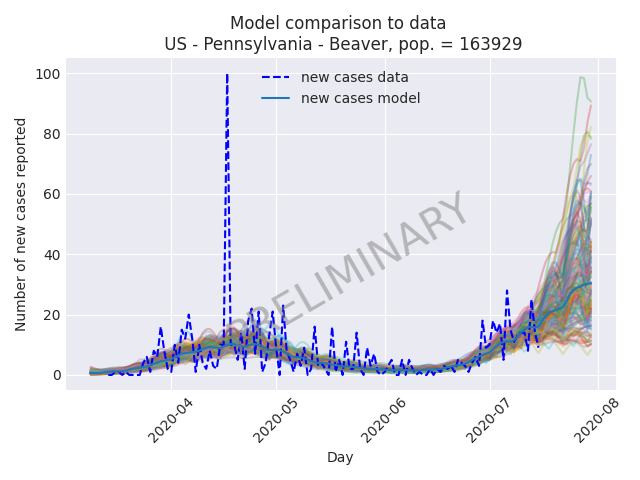 Model comparison to data
US - Pennsylvania - Beaver, pop. = 163929
new cases data
new cases model
Number of new cases reported
100
80
60
40
20
0
PRELIMINARY
2020-04
2020-05
2020-06
2020-07
2020-08
Day